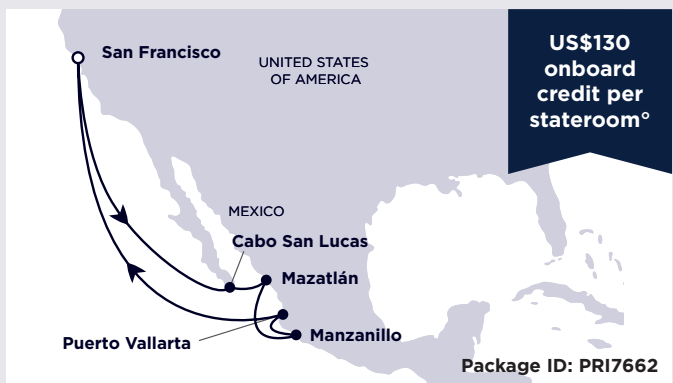 San Francisco
UNITED STATES
OF AMERICA
US$130
onboard
credit per
stateroom°
MEXICO
Cabo San Lucas
Mazatlán
Puerto Vallarta
Manzanillo
Package ID: PRI7662